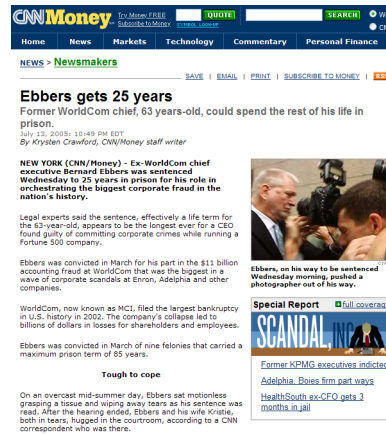 CNNMoney
Try Money FREE
Subscribe to Money
QUOTE
SYMBOL LOOK-UP
SEARCH
Home News Markets Technology Commentary Personal Finance
NEWS > Newsmakers
SAVE | EMAIL | PRINT | SUBSCRIBE TO MONEY |
Ebbers gets 25 years
Former WorldCom chief, 63 years-old, could spend the rest of his life in
prison.
July 13, 2005: 10:49 PM EDT
By Krysten Crawford, CNN/Money staff writer
NEW YORK (CNN/Money) - Ex-WorldCom chief
executive Bernard Ebbers was sentenced
Wednesday to 25 years in prison for his role in
orchestrating the biggest corporate fraud in the
nation's history.
Legal experts said the sentence, effectively a life term for
the 63-year-old, appears to be the longest ever for a CEO
found guilty of committing corporate crimes while running a
Fortune 500 company.
Ebbers was convicted in March for his part in the $11 billion
accounting fraud at WorldCom that was the biggest in a
wave of corporate scandals at Enron, Adelphia and other
companies.
WorldCom, now known as MCI, filed the largest bankruptcy
in U.S. history in 2002. The company's collapse led to
billions of dollars in losses for shareholders and employees.
Ebbers was convicted in March of nine felonies that carried a
maximum prison term of 85 years.
Tough to cope
On an overcast mid-summer day, Ebbers sat motionless
grasping a tissue and wiping away tears as his sentence was
read. After the hearing ended, Ebbers and his wife Kristie,
both in tears, hugged in the courtroom, according to a CNN
correspondent who was there.
Ebbers, on his way to be sentenced
Wednesday morning, pushed a
photographer out of his way.
Special Report full coverag
SCANDAL, INC
Former KPMG executives indicted
Adelphia, Boies firm part ways
HealthSouth ex-CFO gets 3
months in jail